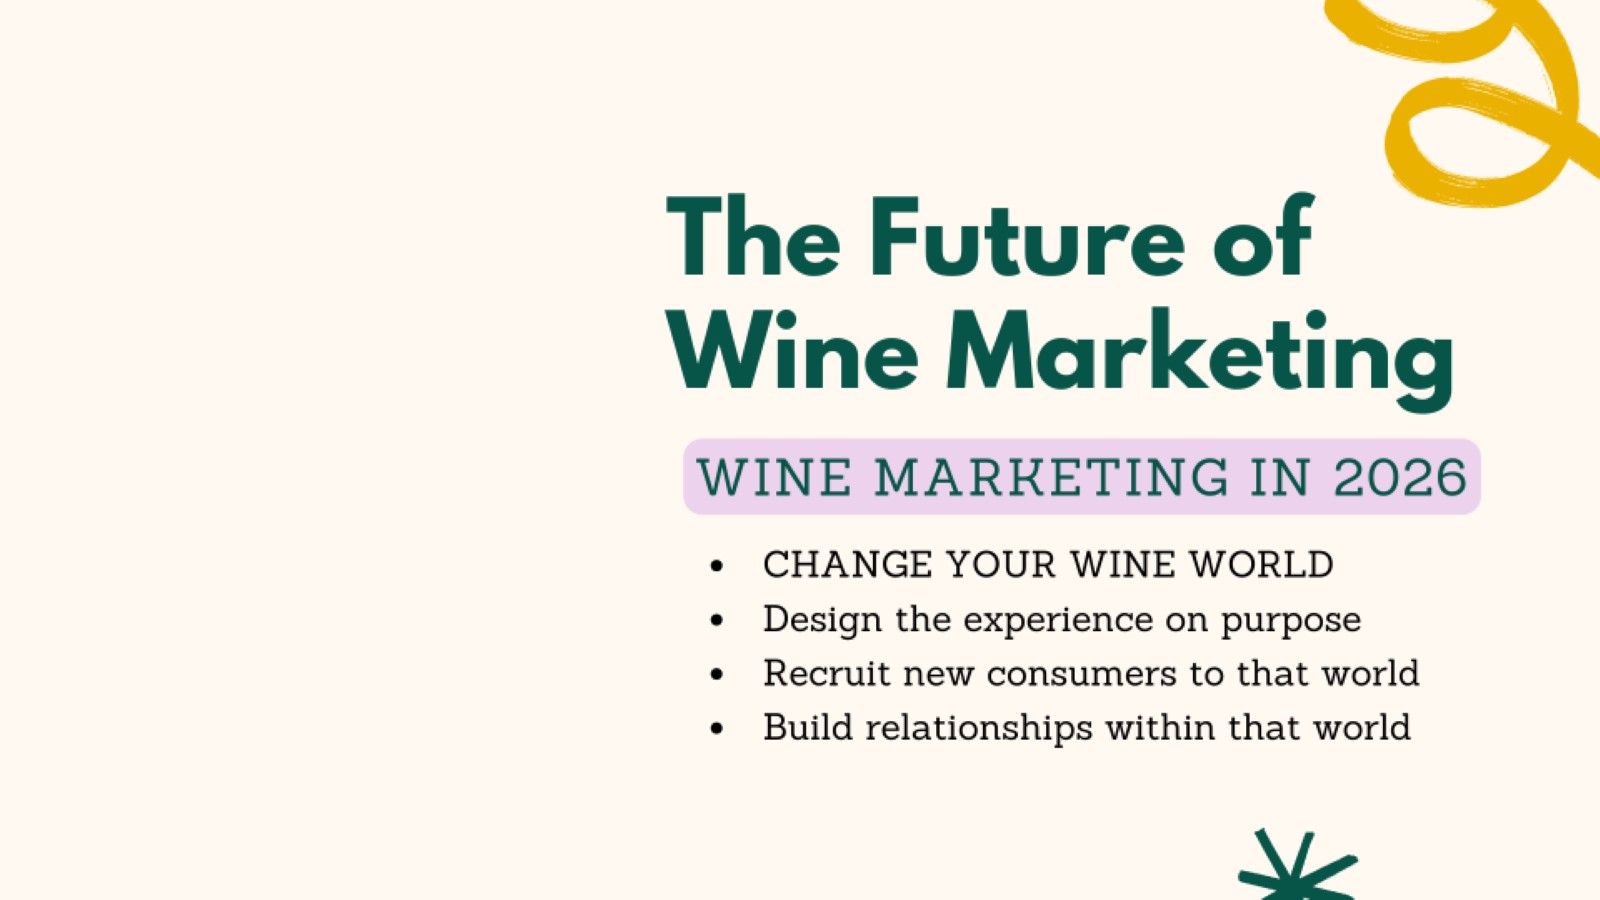 The Future of
Wine Marketing
WINE MARKETING IN 2026
• CHANGE YOUR WINE WORLD
• Design the experience on purpose
• Recruit new consumers to that world
• Build relationships within that world